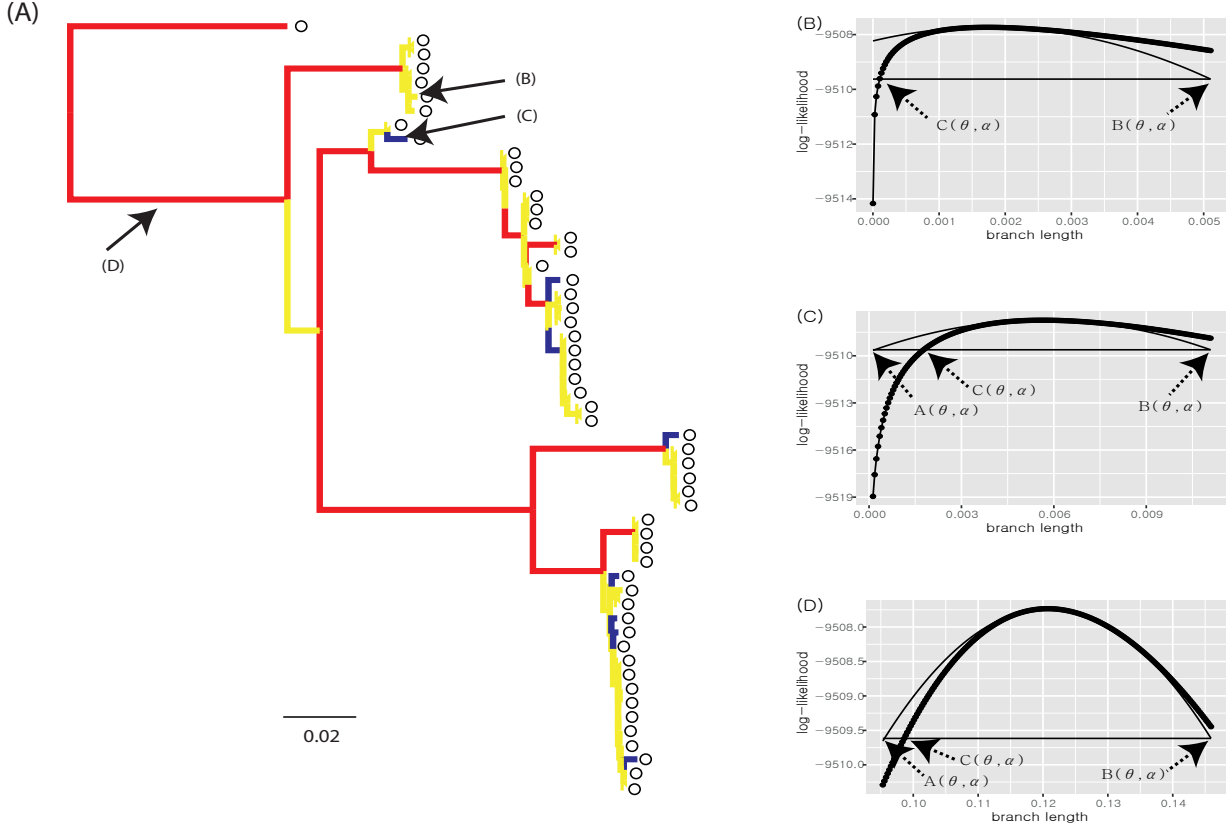 (A)
(B)
(C)
(D)
0.02
(B)
log-likelihood
−9508
−9510
−9512
−9514
C(θ,α)
B(θ,α)
0.000 0.001 0.002 0.003 0.004 0.005
branch length
(C)
log-likelihood
−9510
−9513
−9516
−9519
C(θ,α)
A(θ,α)
B(θ,α)
0.000 0.003 0.006 0.009
branch length
(D)
log-likelihood
−9508.0
−9508.5
−9509.0
−9509.5
−9510.0
C(θ,α)
A(θ,α)
B(θ,α)
0.10 0.11 0.12 0.13 0.14
branch length